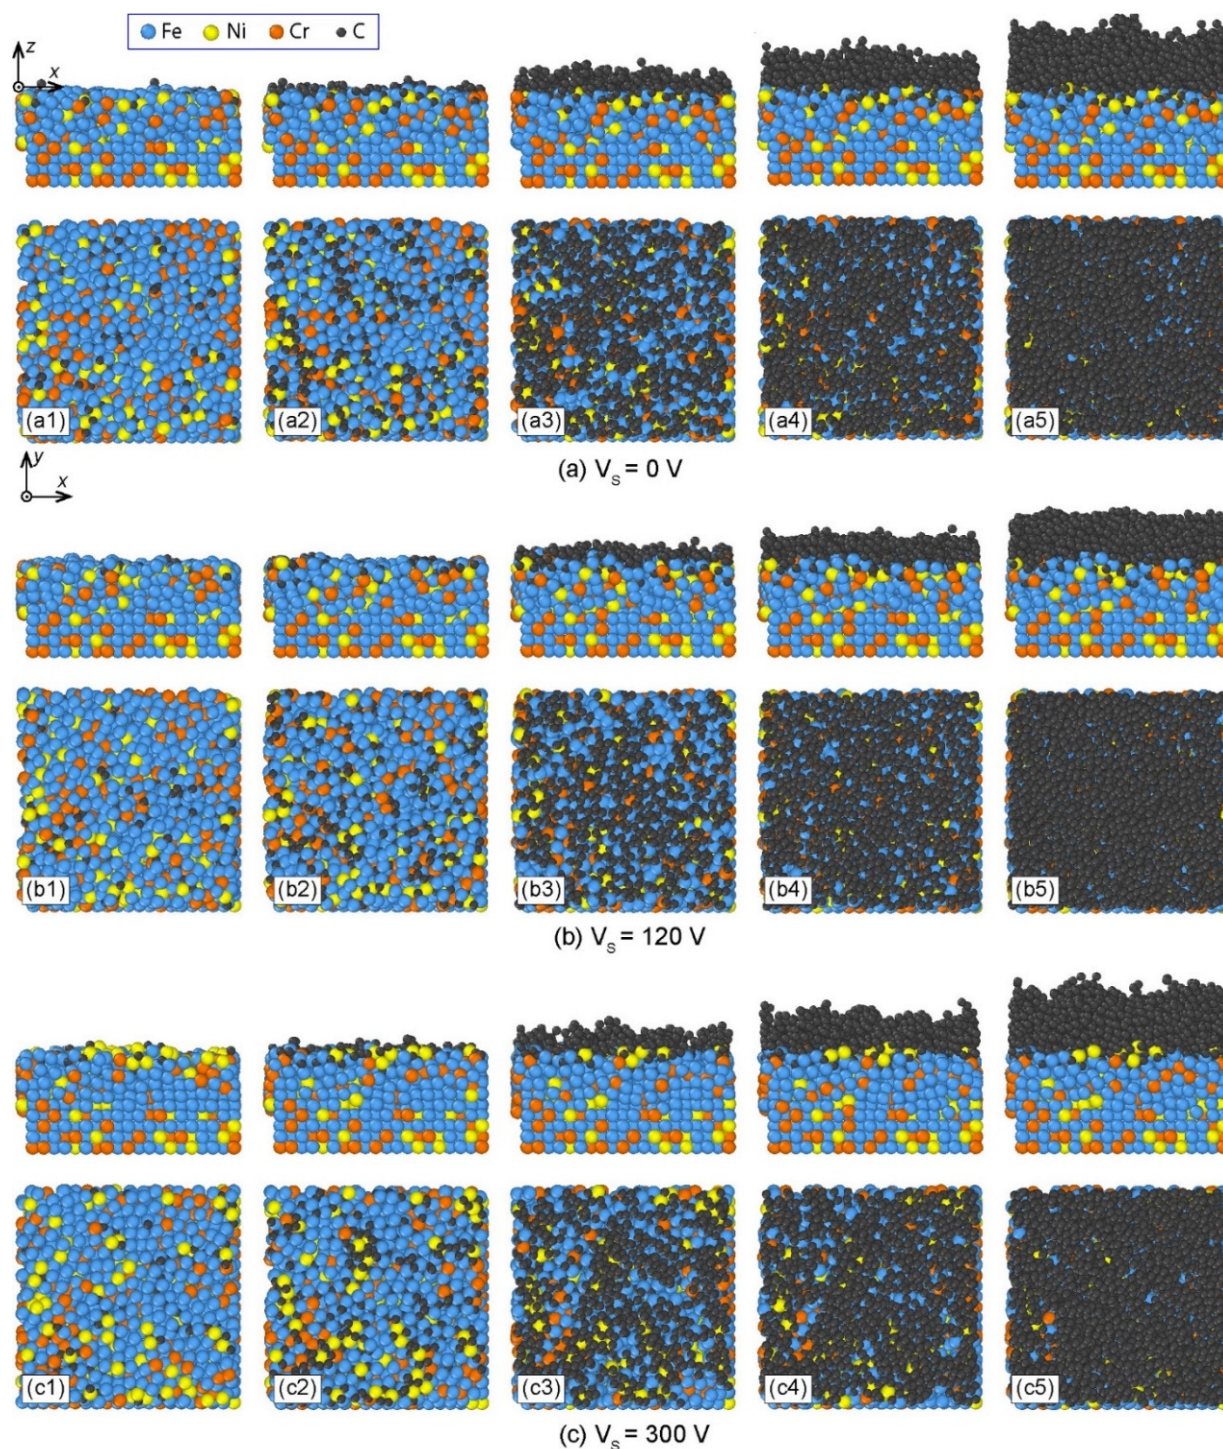 Fe Ni Cr C
z
x
(a1) (a2) (a3) (a4) (a5)
(a) V_S = 0 V
y
x
(b1) (b2) (b3) (b4) (b5)
(b) V_S = 120 V
(c1) (c2) (c3) (c4) (c5)
(c) V_S = 300 V